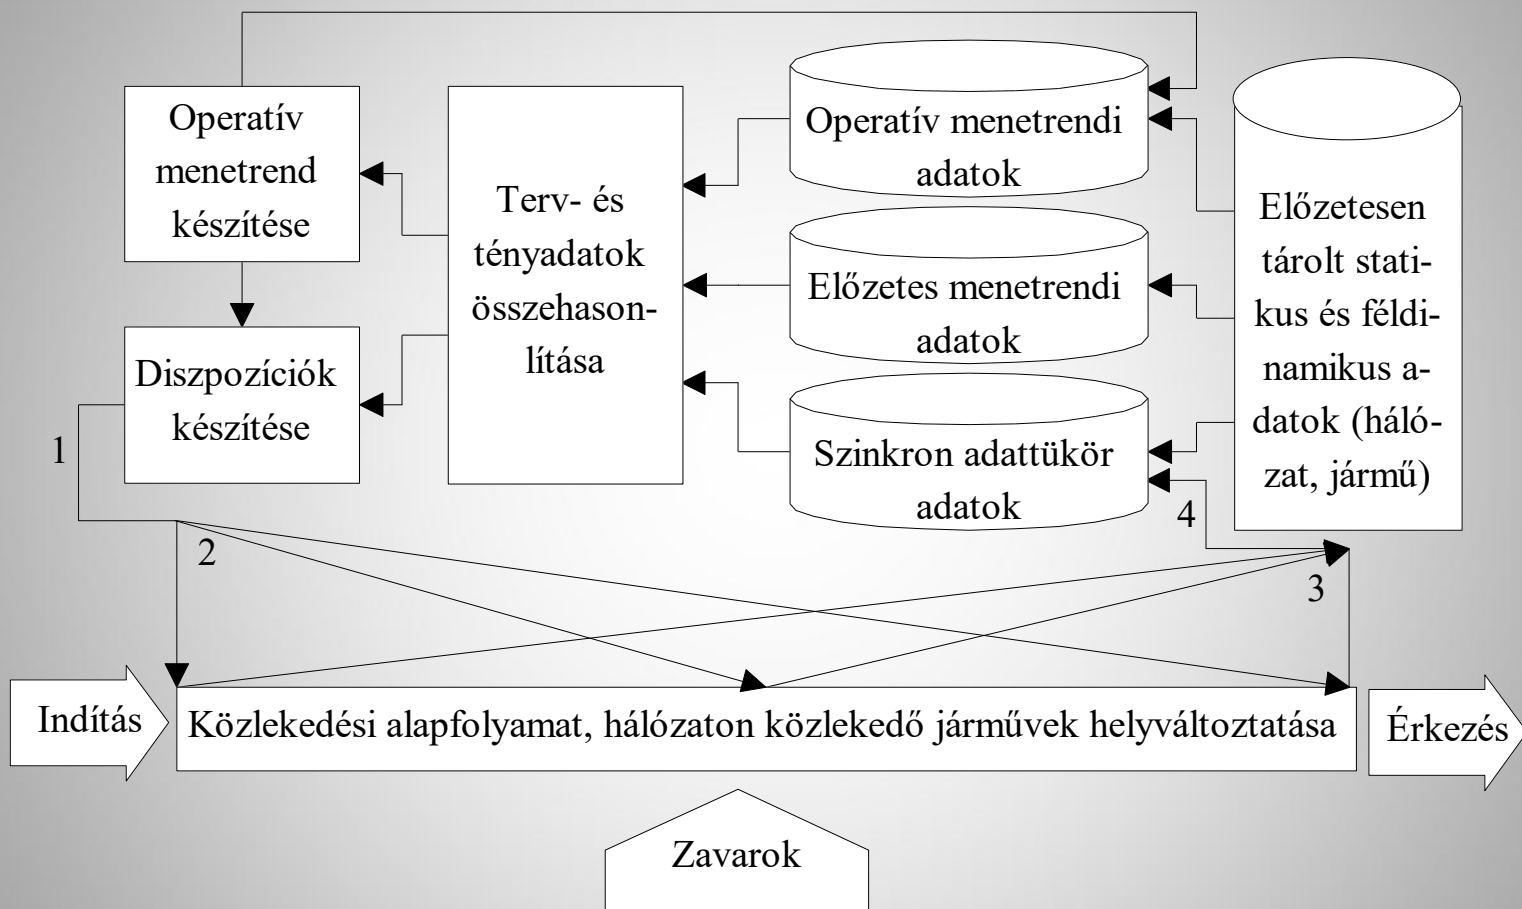 Operatív
menetrend
készítése
Diszpozíciók
készítése
Terv- és
tényadatok
összehason-
lítása
Operatív menetrendi
adatok
Előzetes menetrendi
adatok
Szinkron adattükör
adatok
Előzetesen
tárolt stati-
kus és féldi-
namikus a-
datok (háló-
zat, jármű)
1
2
3
4
Indítás
Közlekedési alapfolyamat, hálózaton közlekedő járművek helyváltoztatása
Érkezés
Zavarok